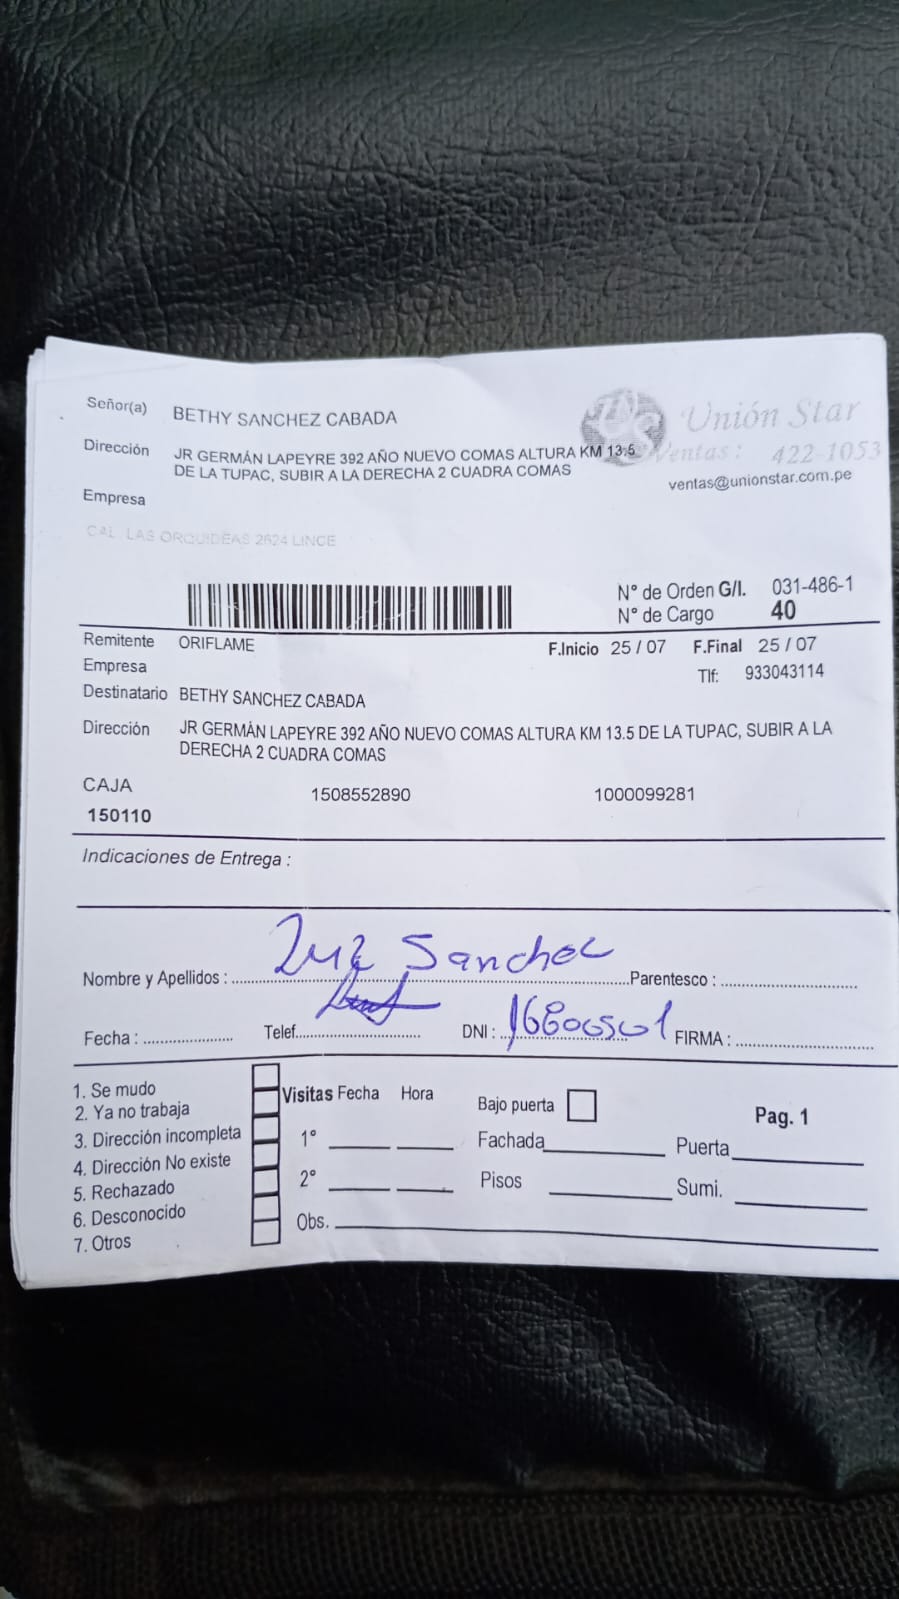 Señor(a) BETHY SANCHEZ CABADA
Unión Star
Dirección JR GERMÁN LAPEYRE 392 AÑO NUEVO COMAS ALTURA KM 13.5
DE LA TUPAC, SUBIR A LA DERECHA 2 CUADRA COMAS
Ventas: 422-1053
ventas@unionstar.com.pe
Empresa
CAL. LAS ORQUIDEAS 2624 LINCE
N° de Orden G/I. 031-486-1
N° de Cargo 40
Remitente ORIFLAME F.Inicio 25 / 07 F.Final 25 / 07
Empresa Tlf: 933043114
Destinatario BETHY SANCHEZ CABADA
Dirección JR GERMÁN LAPEYRE 392 AÑO NUEVO COMAS ALTURA KM 13.5 DE LA TUPAC, SUBIR A LA
DERECHA 2 CUADRA COMAS
CAJA 1508552890 1000099281
150110
Indicaciones de Entrega :
Nombre y Apellidos : Luz Sanchez Parentesco :
Fecha : Telef. DNI : 16800501 FIRMA :
1. Se mudo
2. Ya no trabaja
3. Dirección incompleta
4. Dirección No existe
5. Rechazado
6. Desconocido
7. Otros
Visitas Fecha Hora
1°
2°
Obs.
Bajo puerta
Fachada Puerta
Pisos Sumi.
Pag. 1